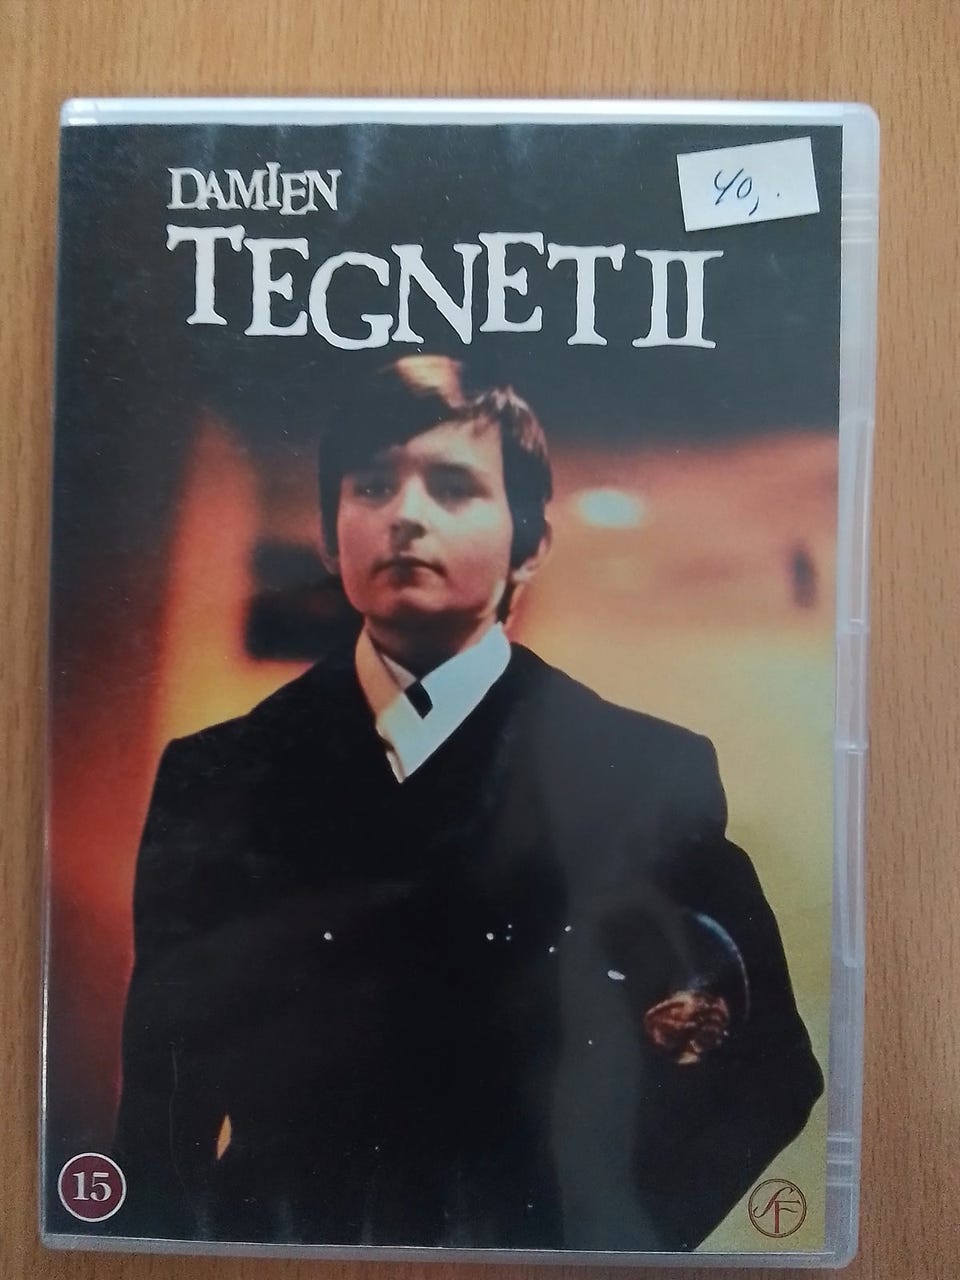 DAMIEN
TEGNET II
40,.
15
SF